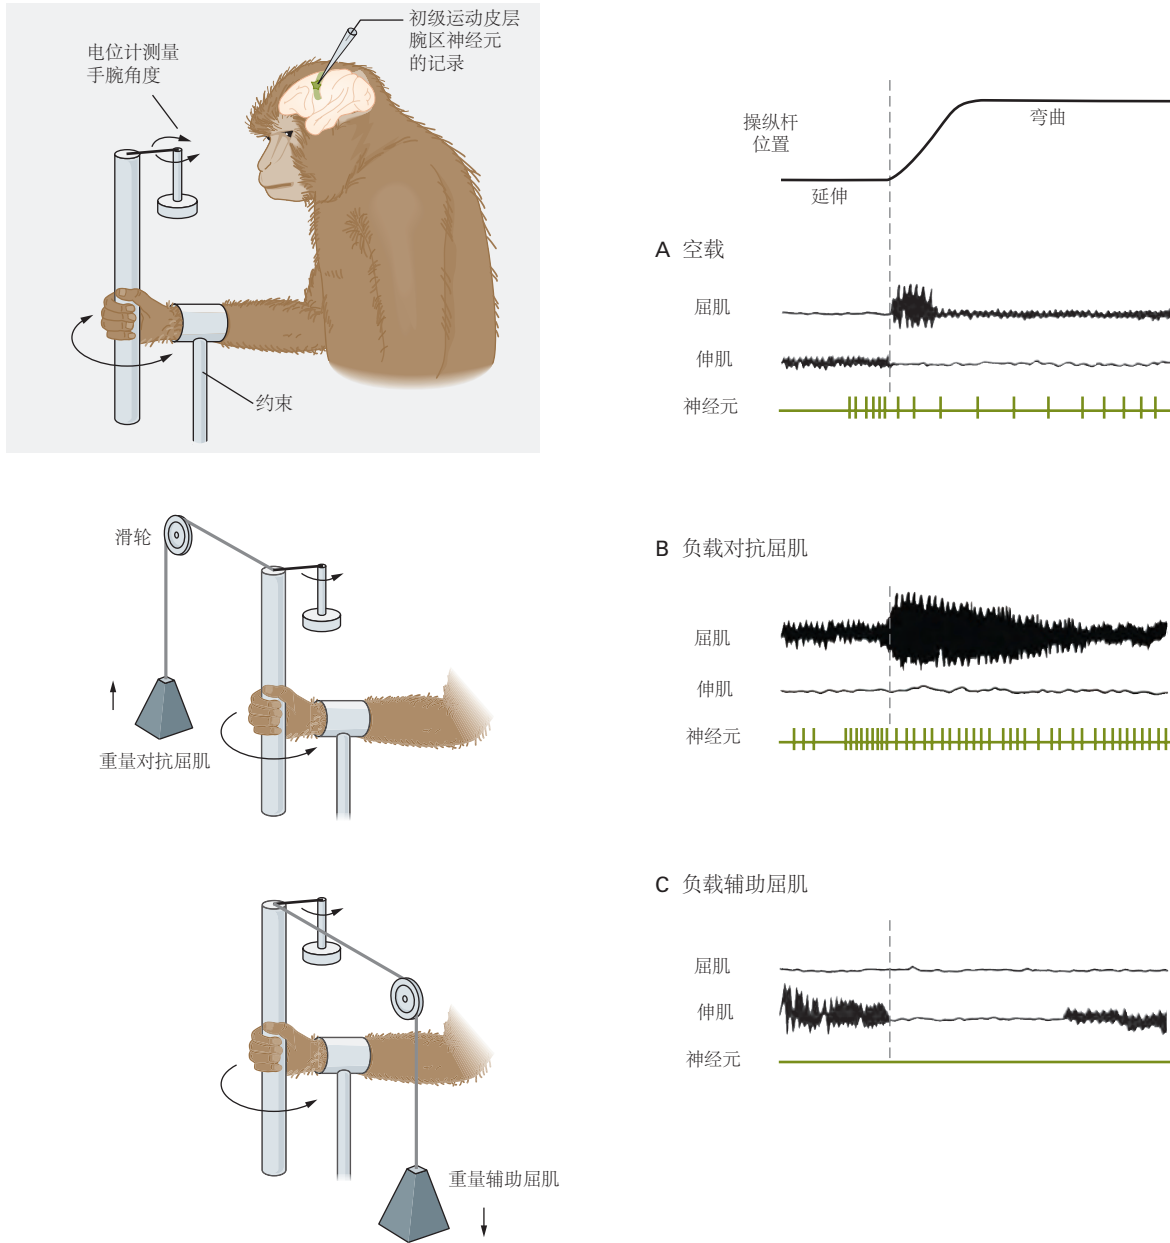 初级运动皮层
腕区神经元
的记录
电位计测量
手腕角度
约束
操纵杆
位置
弯曲
延伸
A 空载
屈肌
伸肌
神经元
滑轮
重量对抗屈肌
B 负载对抗屈肌
屈肌
伸肌
神经元
重量辅助屈肌
C 负载辅助屈肌
屈肌
伸肌
神经元